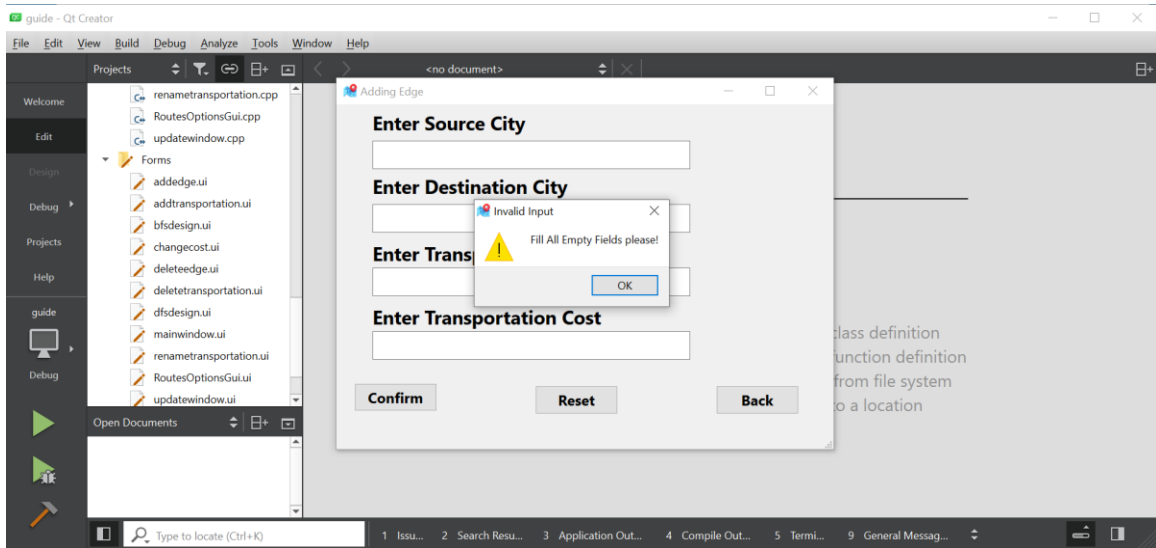 guide - Qt Creator
File Edit View Build Debug Analyze Tools Window Help
Projects
<no document>
Welcome
Edit
Design
Debug
Projects
Help
guide
Debug
renametransportation.cpp
RoutesOptionsGui.cpp
updatewindow.cpp
Forms
addedge.ui
addtransportation.ui
bfsdesign.ui
changecost.ui
deleteedge.ui
deletetransportation.ui
dfsdesign.ui
mainwindow.ui
renametransportation.ui
RoutesOptionsGui.ui
updatewindow.ui
Open Documents
Adding Edge
Enter Source City
Enter Destination City
Enter
Enter Transportation Cost
Confirm Reset Back
Invalid Input
Fill All Empty Fields please!
OK
class definition
function definition
from file system
to a location
Type to locate (Ctrl+K)
1 Issu... 2 Search Resu... 3 Application Out... 4 Compile Out... 5 Termi... 9 General Messag...